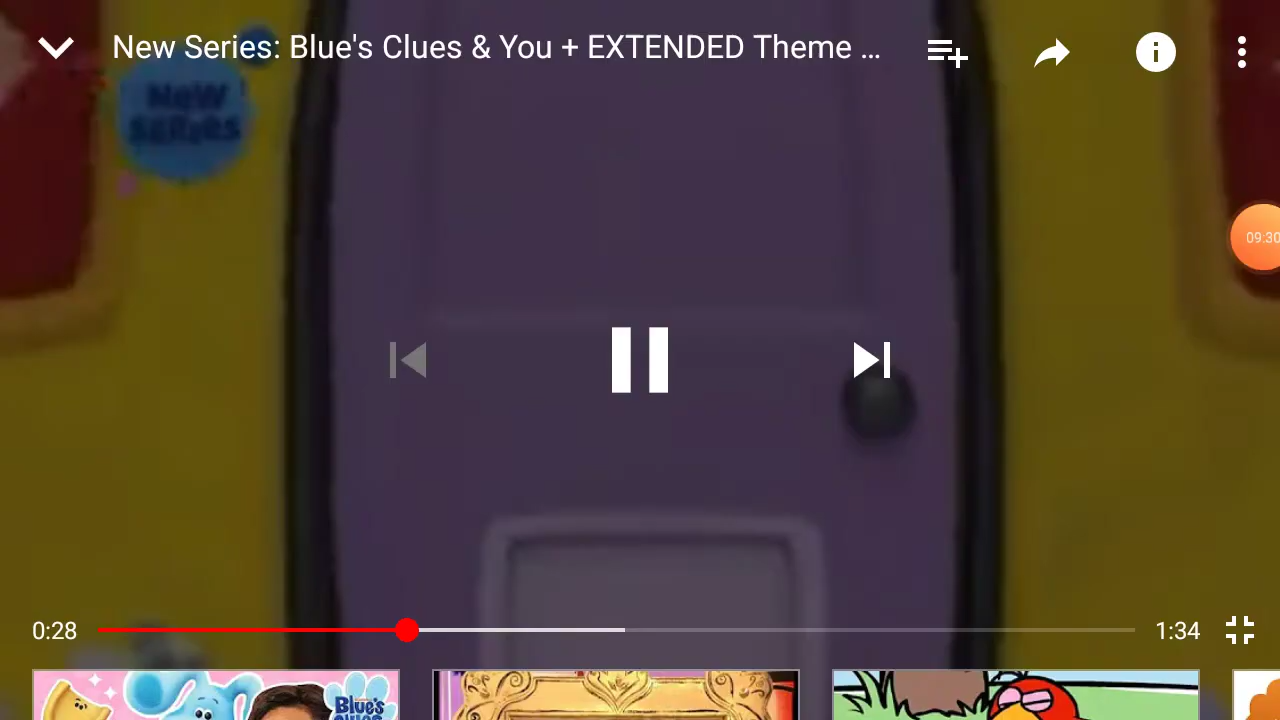 New Series: Blue's Clues & You + EXTENDED Theme ...
NeW
SERieS
09:30
0:28
1:34
BLue's